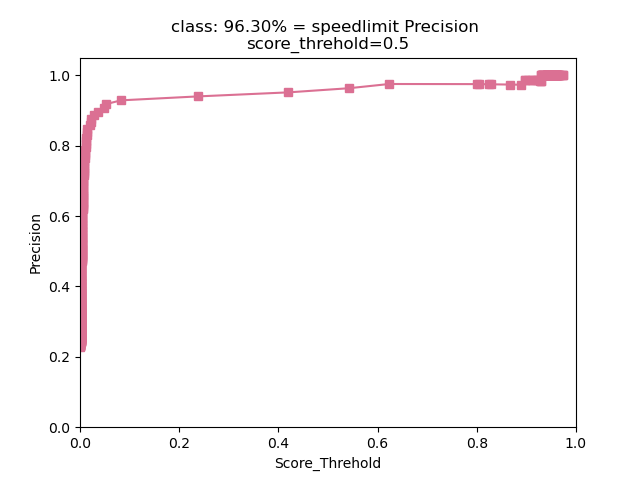 class: 96.30% = speedlimit Precision
score_threhold=0.5
1.0
0.8
0.6
0.4
0.2
0.0
Precision
0.0 0.2 0.4 0.6 0.8 1.0
Score_Threhold